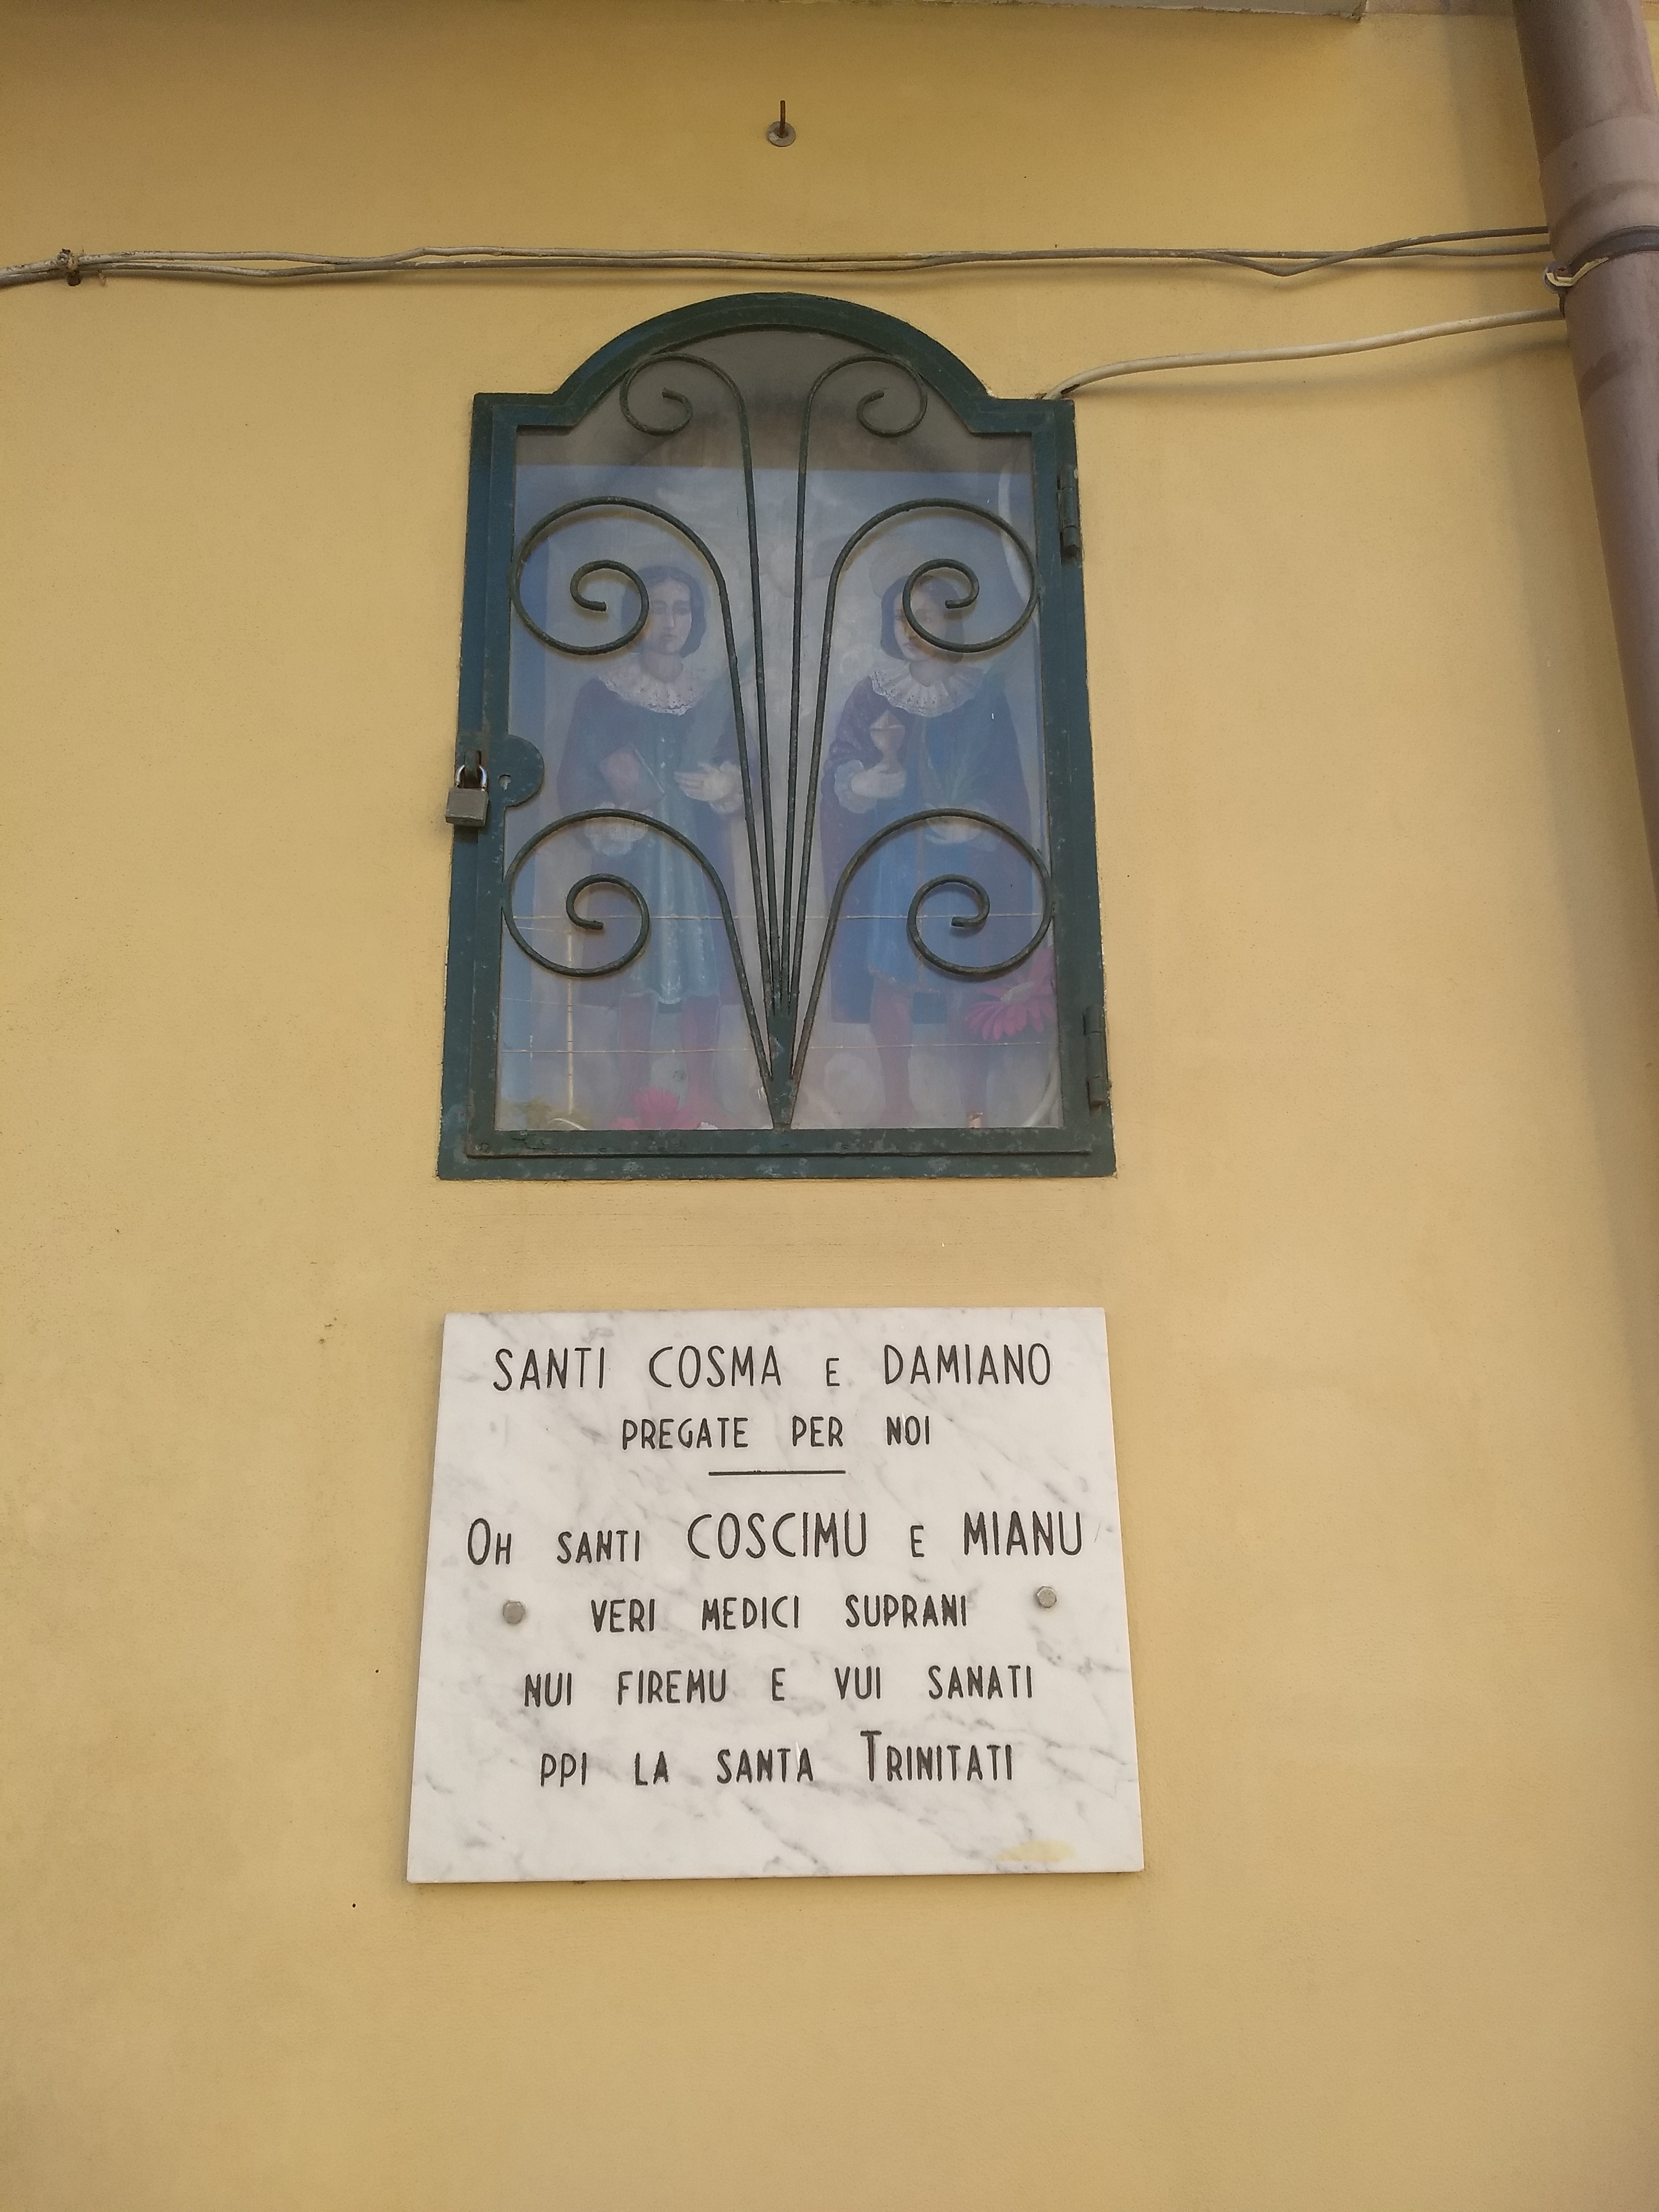 SANTI COSMA E DAMIANO
PREGATE PER NOI
OH SANTI COSCIMU E MIANU
VERI MEDICI SUPRANI
NUI FIREMU E VUI SANATI
PPI LA SANTA TRINITATI